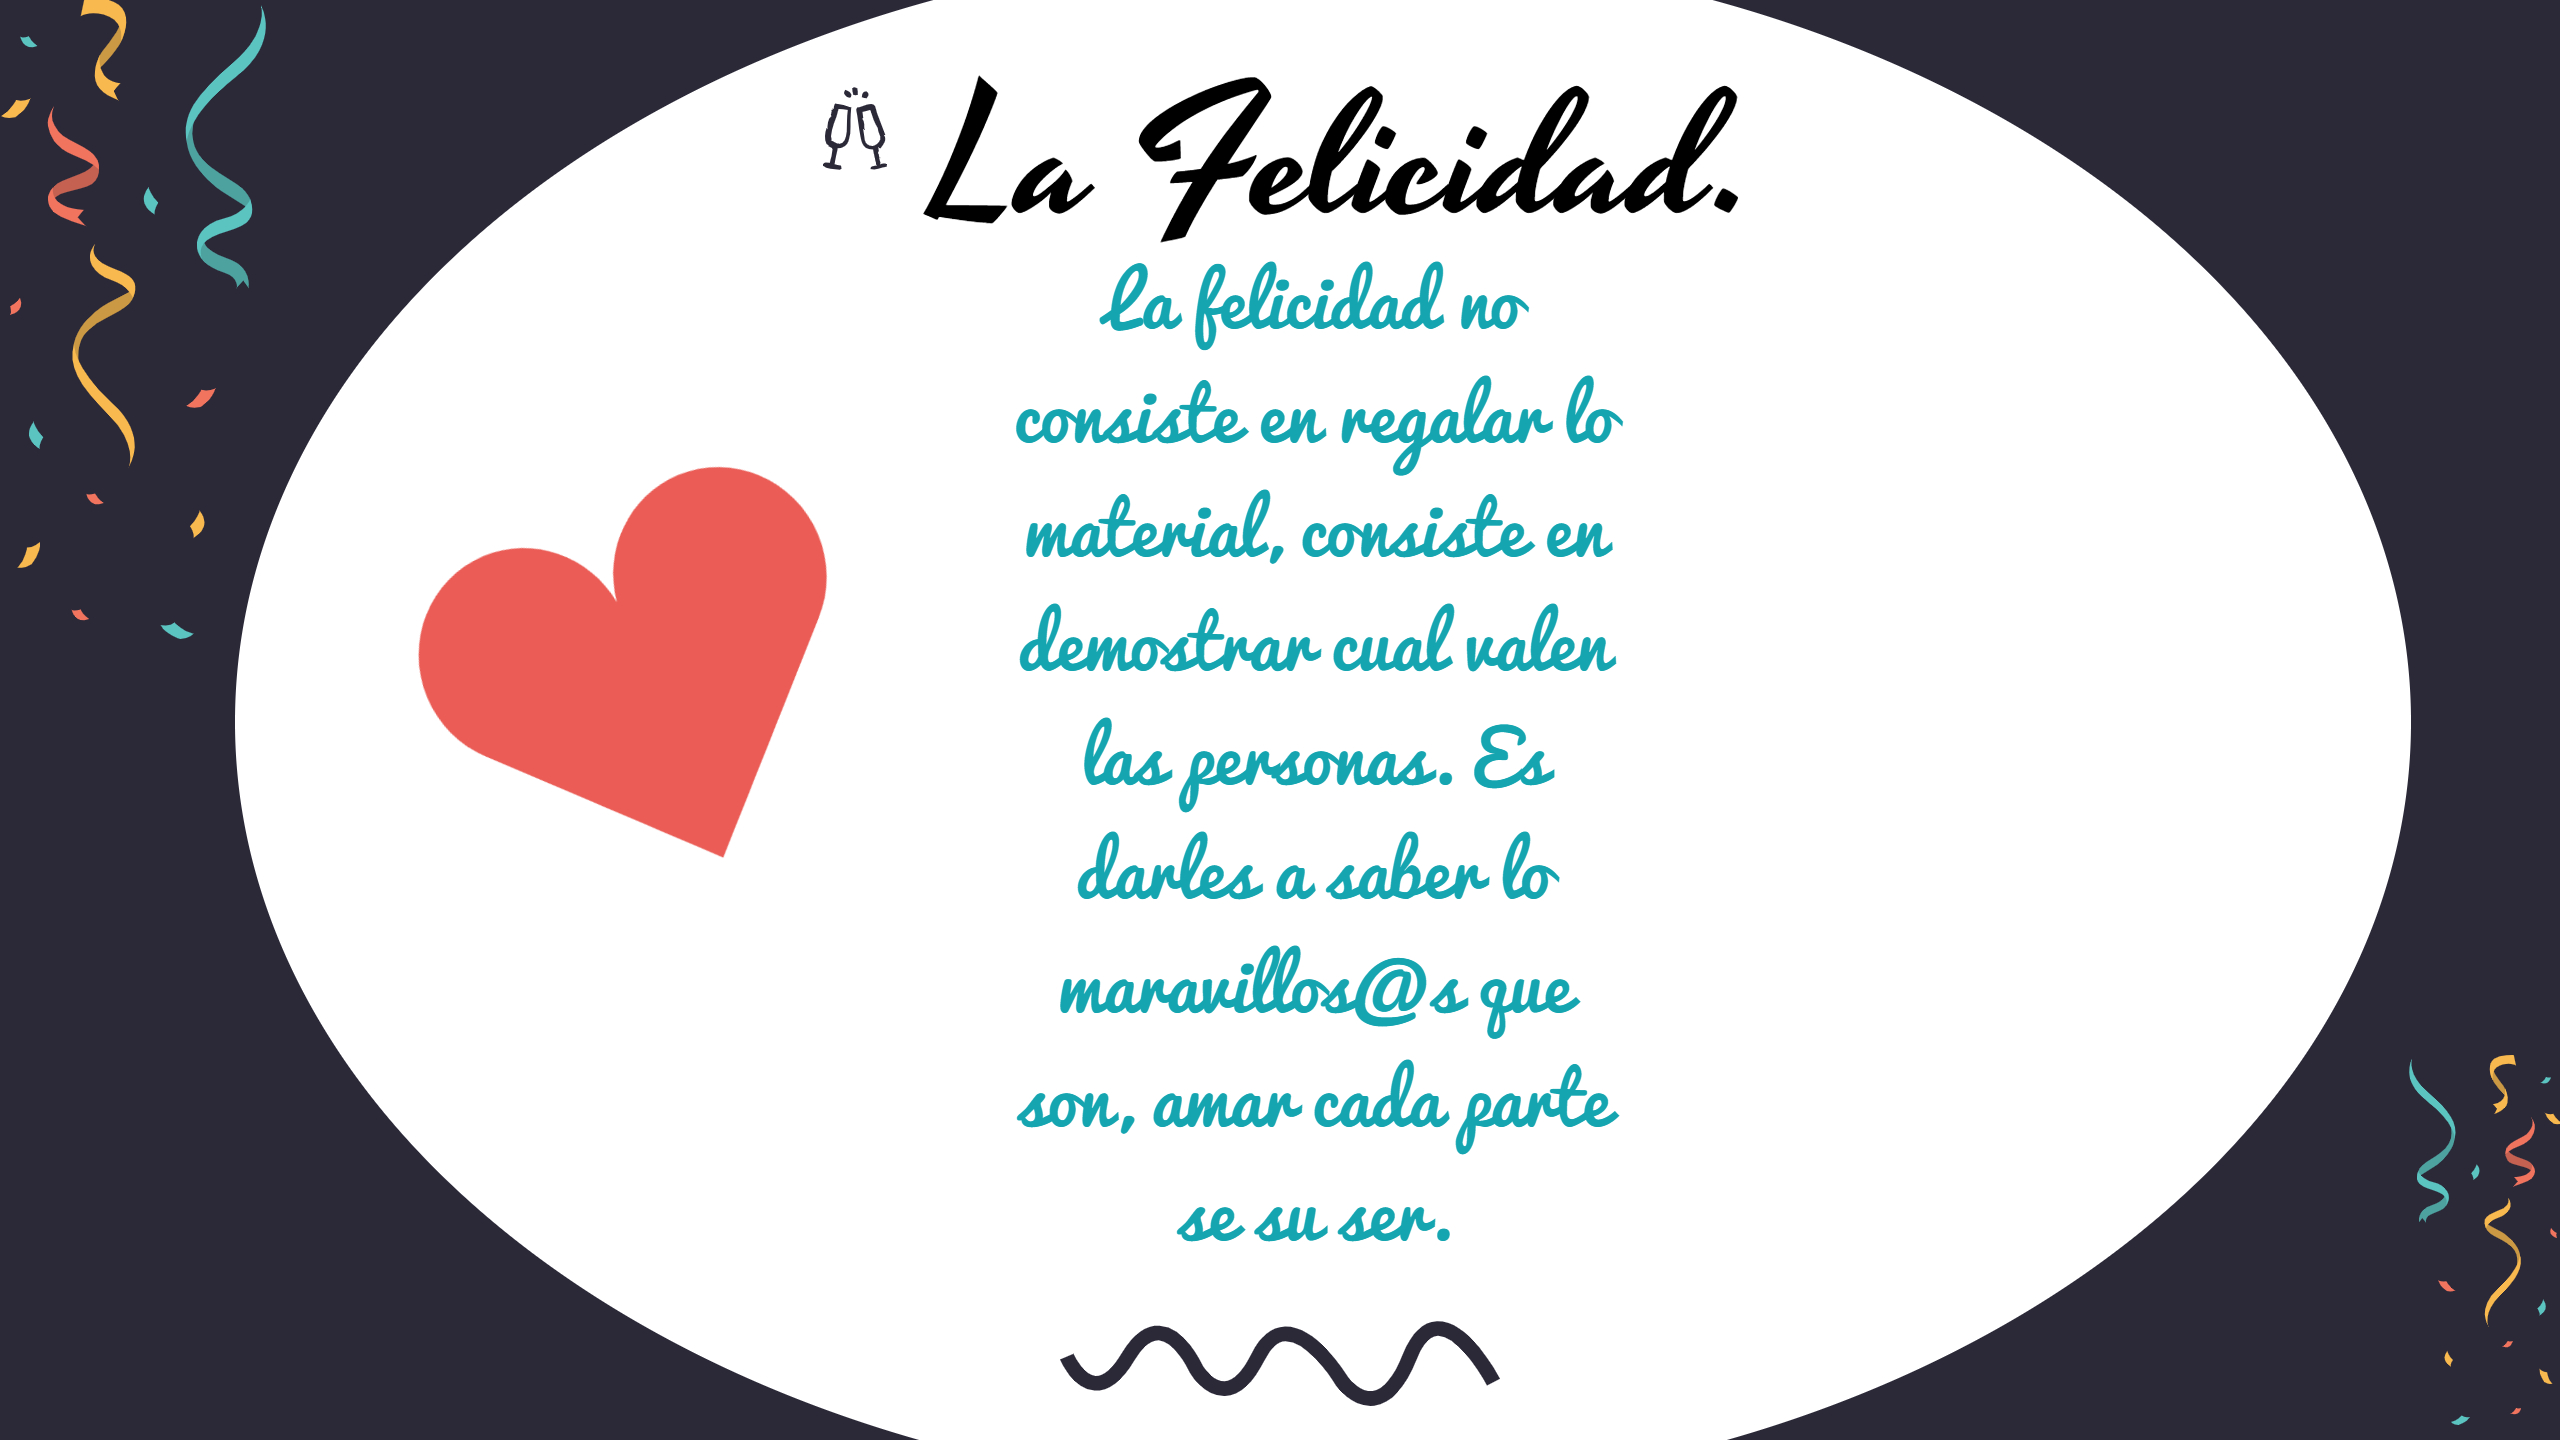 La Felicidad.
La felicidad no
consiste en regalar lo
material, consiste en
demostrar cual valen
las personas. Es
darles a saber lo
maravillos@s que
son, amar cada parte
se su ser.